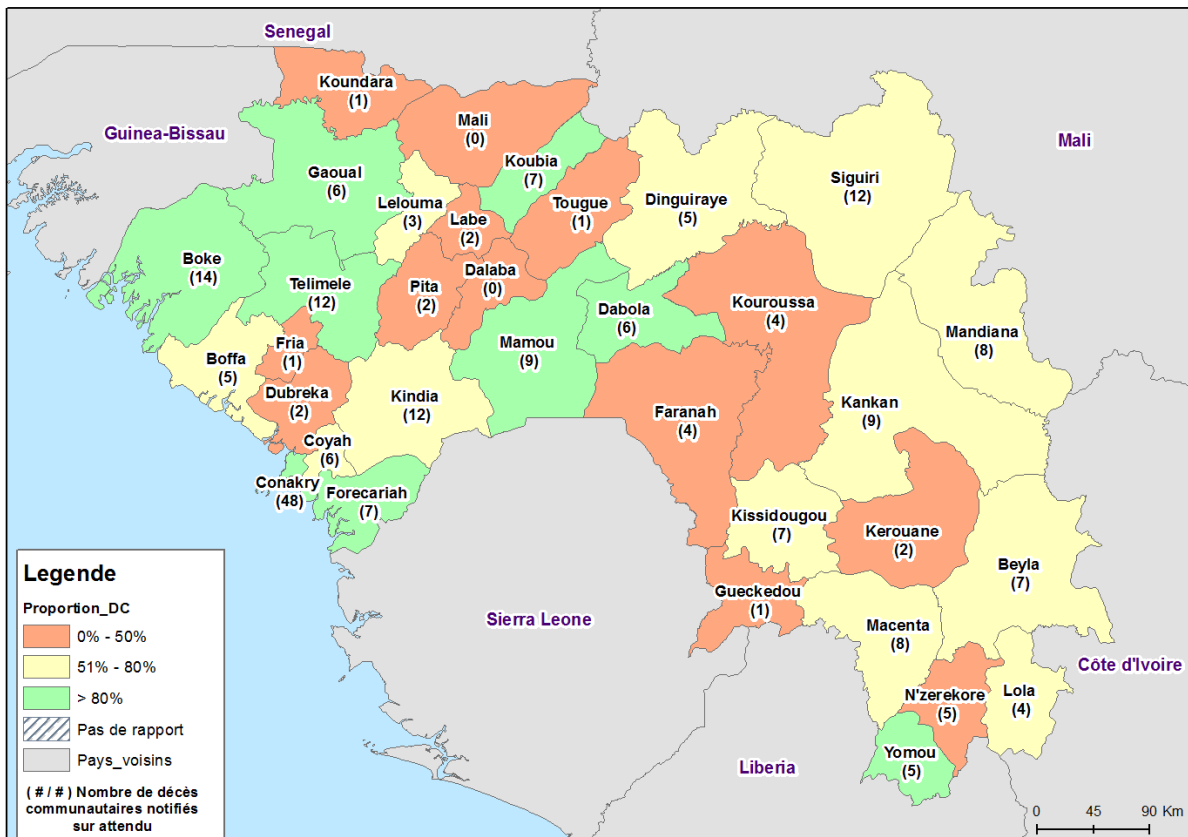 Senegal
Koundara
(1)
Mali
(0)
Guinea-Bissau
Mali
Koubia
(7)
Gaoual
(6)
Siguiri
(12)
Lelouma
(3)
Tougue
(1)
Dinguiraye
(5)
Labe
(2)
Boke
(14)
Dalaba
(0)
Telimele
(12)
Pita
(2)
Kouroussa
(4)
Dabola
(6)
Mandiana
(8)
Fria
(1)
Mamou
(9)
Boffa
(5)
Dubreka
(2)
Kindia
(12)
Kankan
(9)
Faranah
(4)
Coyah
(6)
Conakry
(48)
Forecariah
(7)
Kissidougou
(7)
Kerouane
(2)
Beyla
(7)
Gueckedou
(1)
Sierra Leone
Macenta
(8)
Côte d'Ivoire
N'zerekore
(5)
Lola
(4)
Yomou
(5)
Liberia
Legende
Proportion_DC
0% - 50%
51% - 80%
> 80%
Pas de rapport
Pays_voisins
( # / # ) Nombre de décès
communautaires notifiés
sur attendu
0 45 90 Km